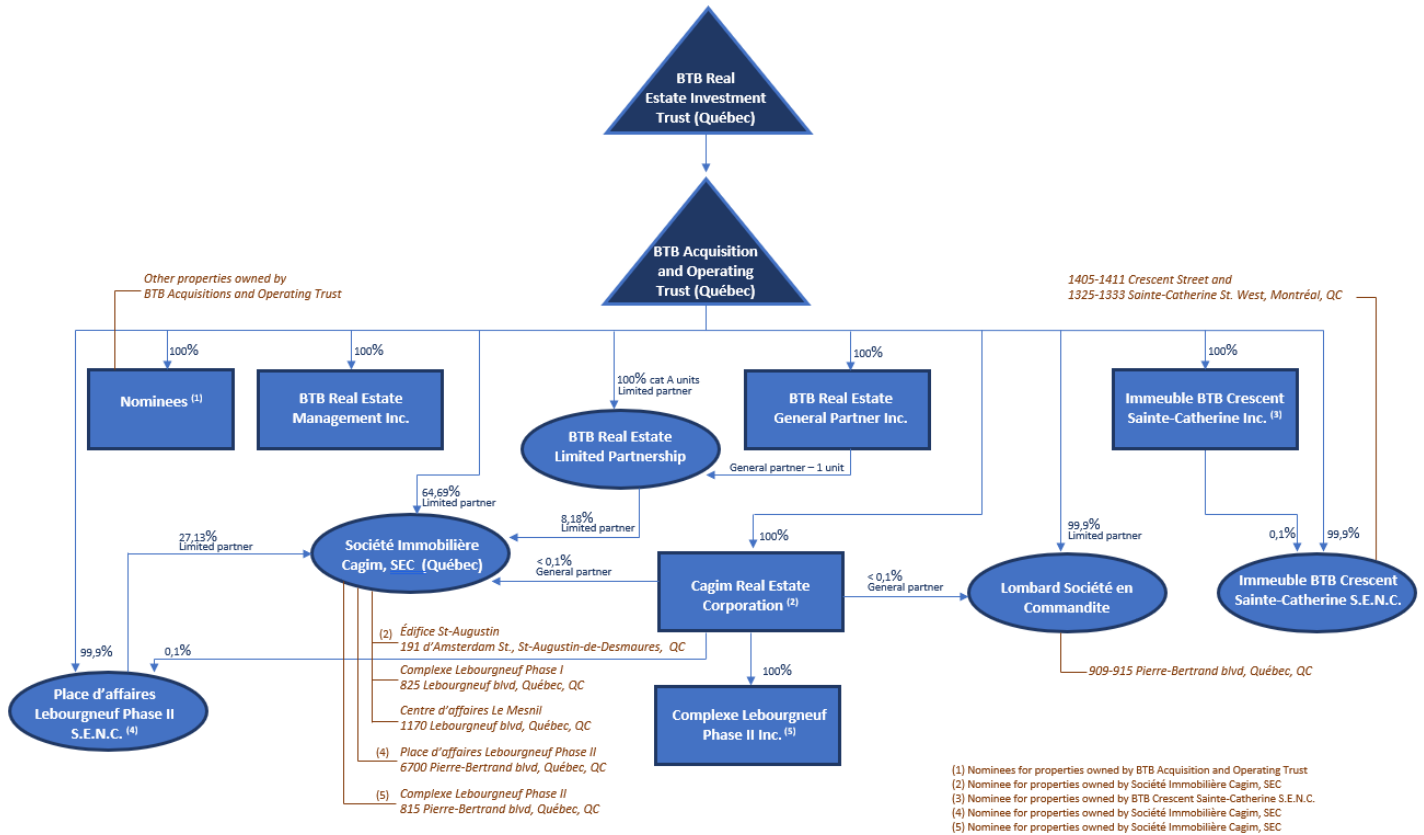 BTB Real
Estate Investment
Trust (Québec)
BTB Acquisition
and Operating
Trust (Québec)
Other properties owned by
BTB Acquisitions and Operating Trust
1405-1411 Crescent Street and
1325-1333 Sainte-Catherine St. West, Montréal, QC
100%
100%
100% cat A units
Limited partner
100%
100%
Nominees (1)
BTB Real Estate
Management Inc.
BTB Real Estate
General Partner Inc.
Immeuble BTB Crescent
Sainte-Catherine Inc. (3)
BTB Real Estate
Limited Partnership
General partner – 1 unit
64,69%
Limited partner
8,18%
Limited partner
27,13%
Limited partner
100%
99,9%
Limited partner
0,1%
99,9%
Société Immobilière
Cagim, SEC (Québec)
< 0,1%
General partner
Cagim Real Estate
Corporation (2)
< 0,1%
General partner
Lombard Société en
Commandite
Immeuble BTB Crescent
Sainte-Catherine S.E.N.C.
99,9%
0,1%
(2) Édifice St-Augustin
191 d'Amsterdam St., St-Augustin-de-Desmaures, QC
Complexe Lebourgneuf Phase I
825 Lebourgneuf blvd, Québec, QC
Centre d'affaires Le Mesnil
1170 Lebourgneuf blvd, Québec, QC
(4) Place d'affaires Lebourgneuf Phase II
6700 Pierre-Bertrand blvd, Québec, QC
(5) Complexe Lebourgneuf Phase II
815 Pierre-Bertrand blvd, Québec, QC
100%
909-915 Pierre-Bertrand blvd, Québec, QC
Place d'affaires
Lebourgneuf Phase II
S.E.N.C. (4)
Complexe Lebourgneuf
Phase II Inc. (5)
(1) Nominees for properties owned by BTB Acquisition and Operating Trust
(2) Nominee for properties owned by Société Immobilière Cagim, SEC
(3) Nominee for properties owned by BTB Crescent Sainte-Catherine S.E.N.C.
(4) Nominee for properties owned by Société Immobilière Cagim, SEC
(5) Nominee for properties owned by Société Immobilière Cagim, SEC